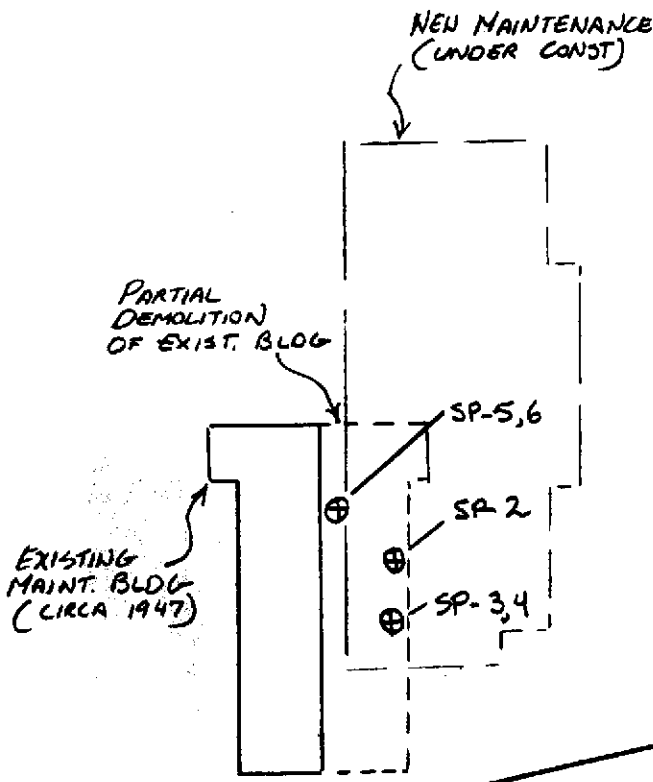 NEW MAINTENANCE
(UNDER CONST)
PARTIAL
DEMOLITION
OF EXIST. BLDG
SP-5,6
SP-2
SP-3,4
EXISTING
MAINT. BLDG
(CIRCA 1947)